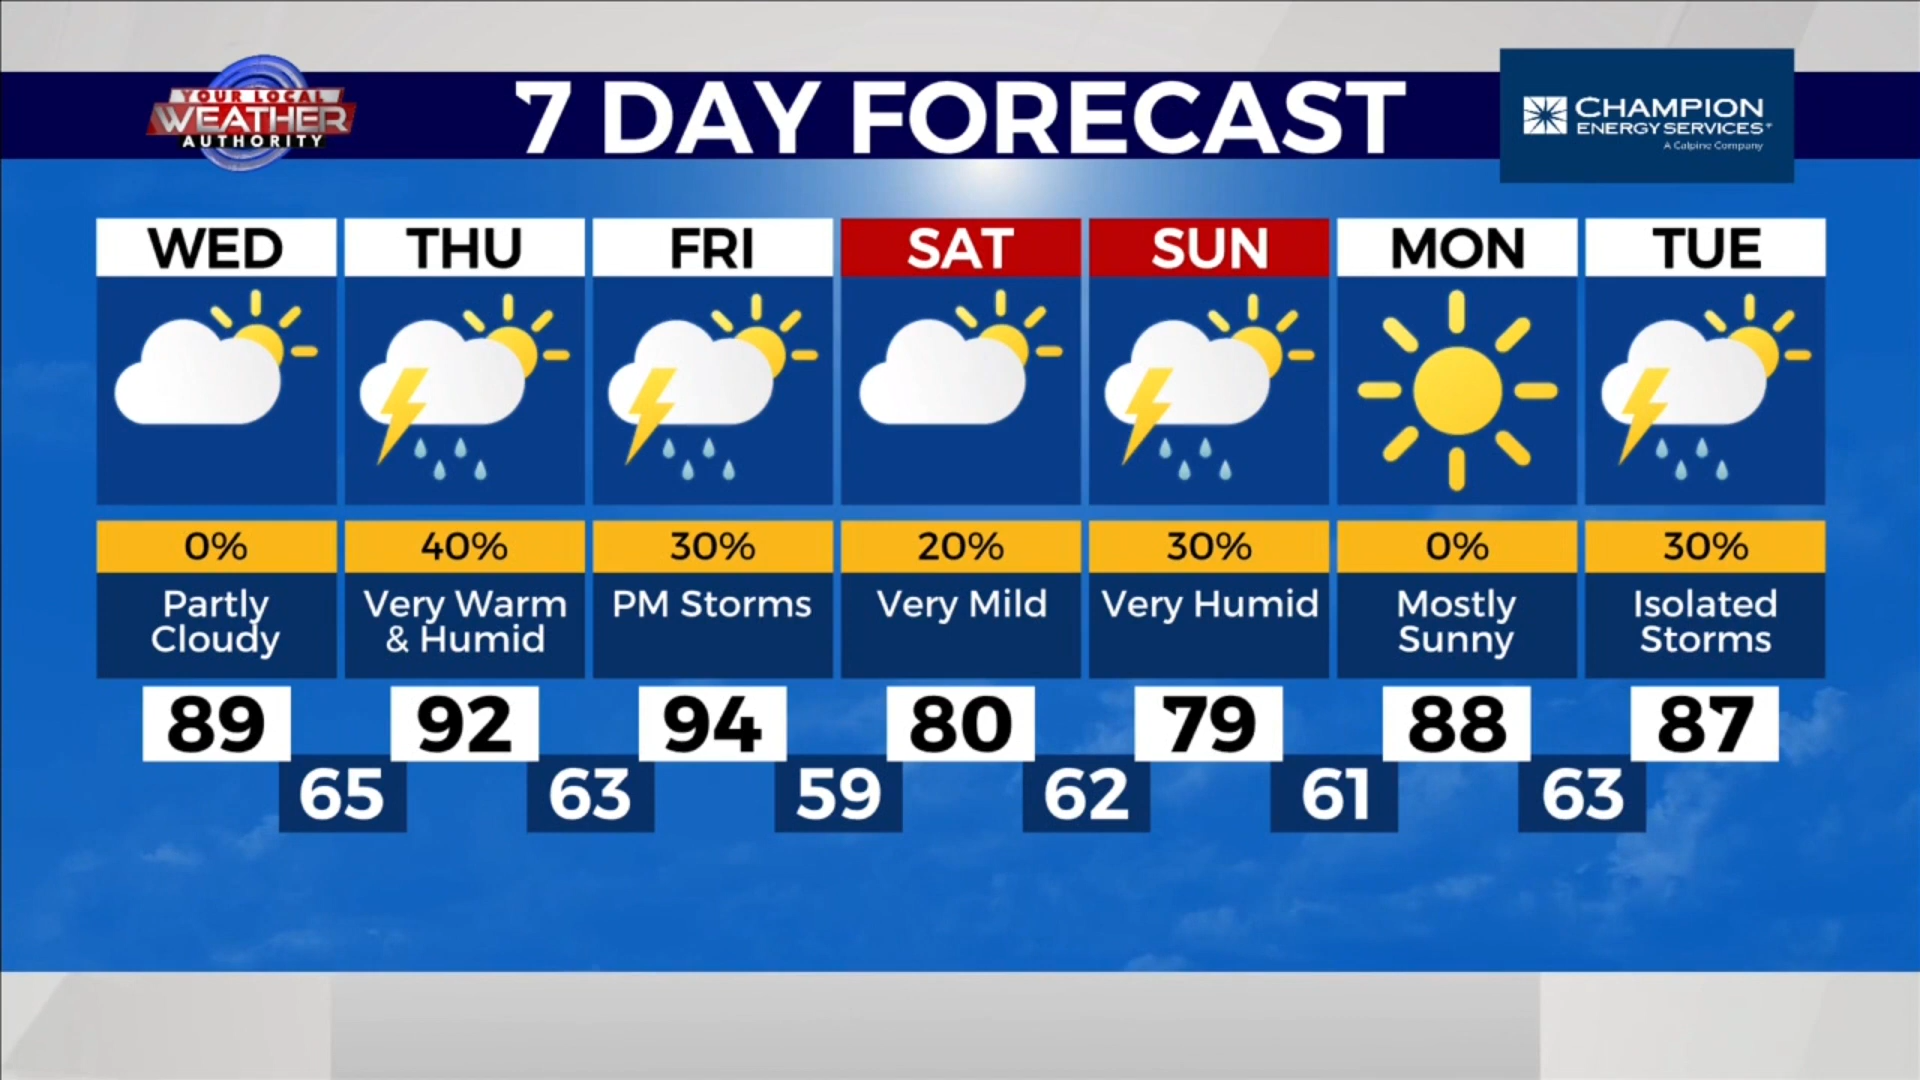 YOUR LOCAL
WEATHER
AUTHORITY
7 DAY FORECAST
CHAMPION
ENERGY SERVICES
A Calpine Company
WED THU FRI SAT SUN MON TUE
0% 40% 30% 20% 30% 0% 30%
Partly Very Warm PM Storms Very Mild Very Humid Mostly Isolated
Cloudy & Humid Sunny Storms
89 92 94 80 79 88 87
65 63 59 62 61 63